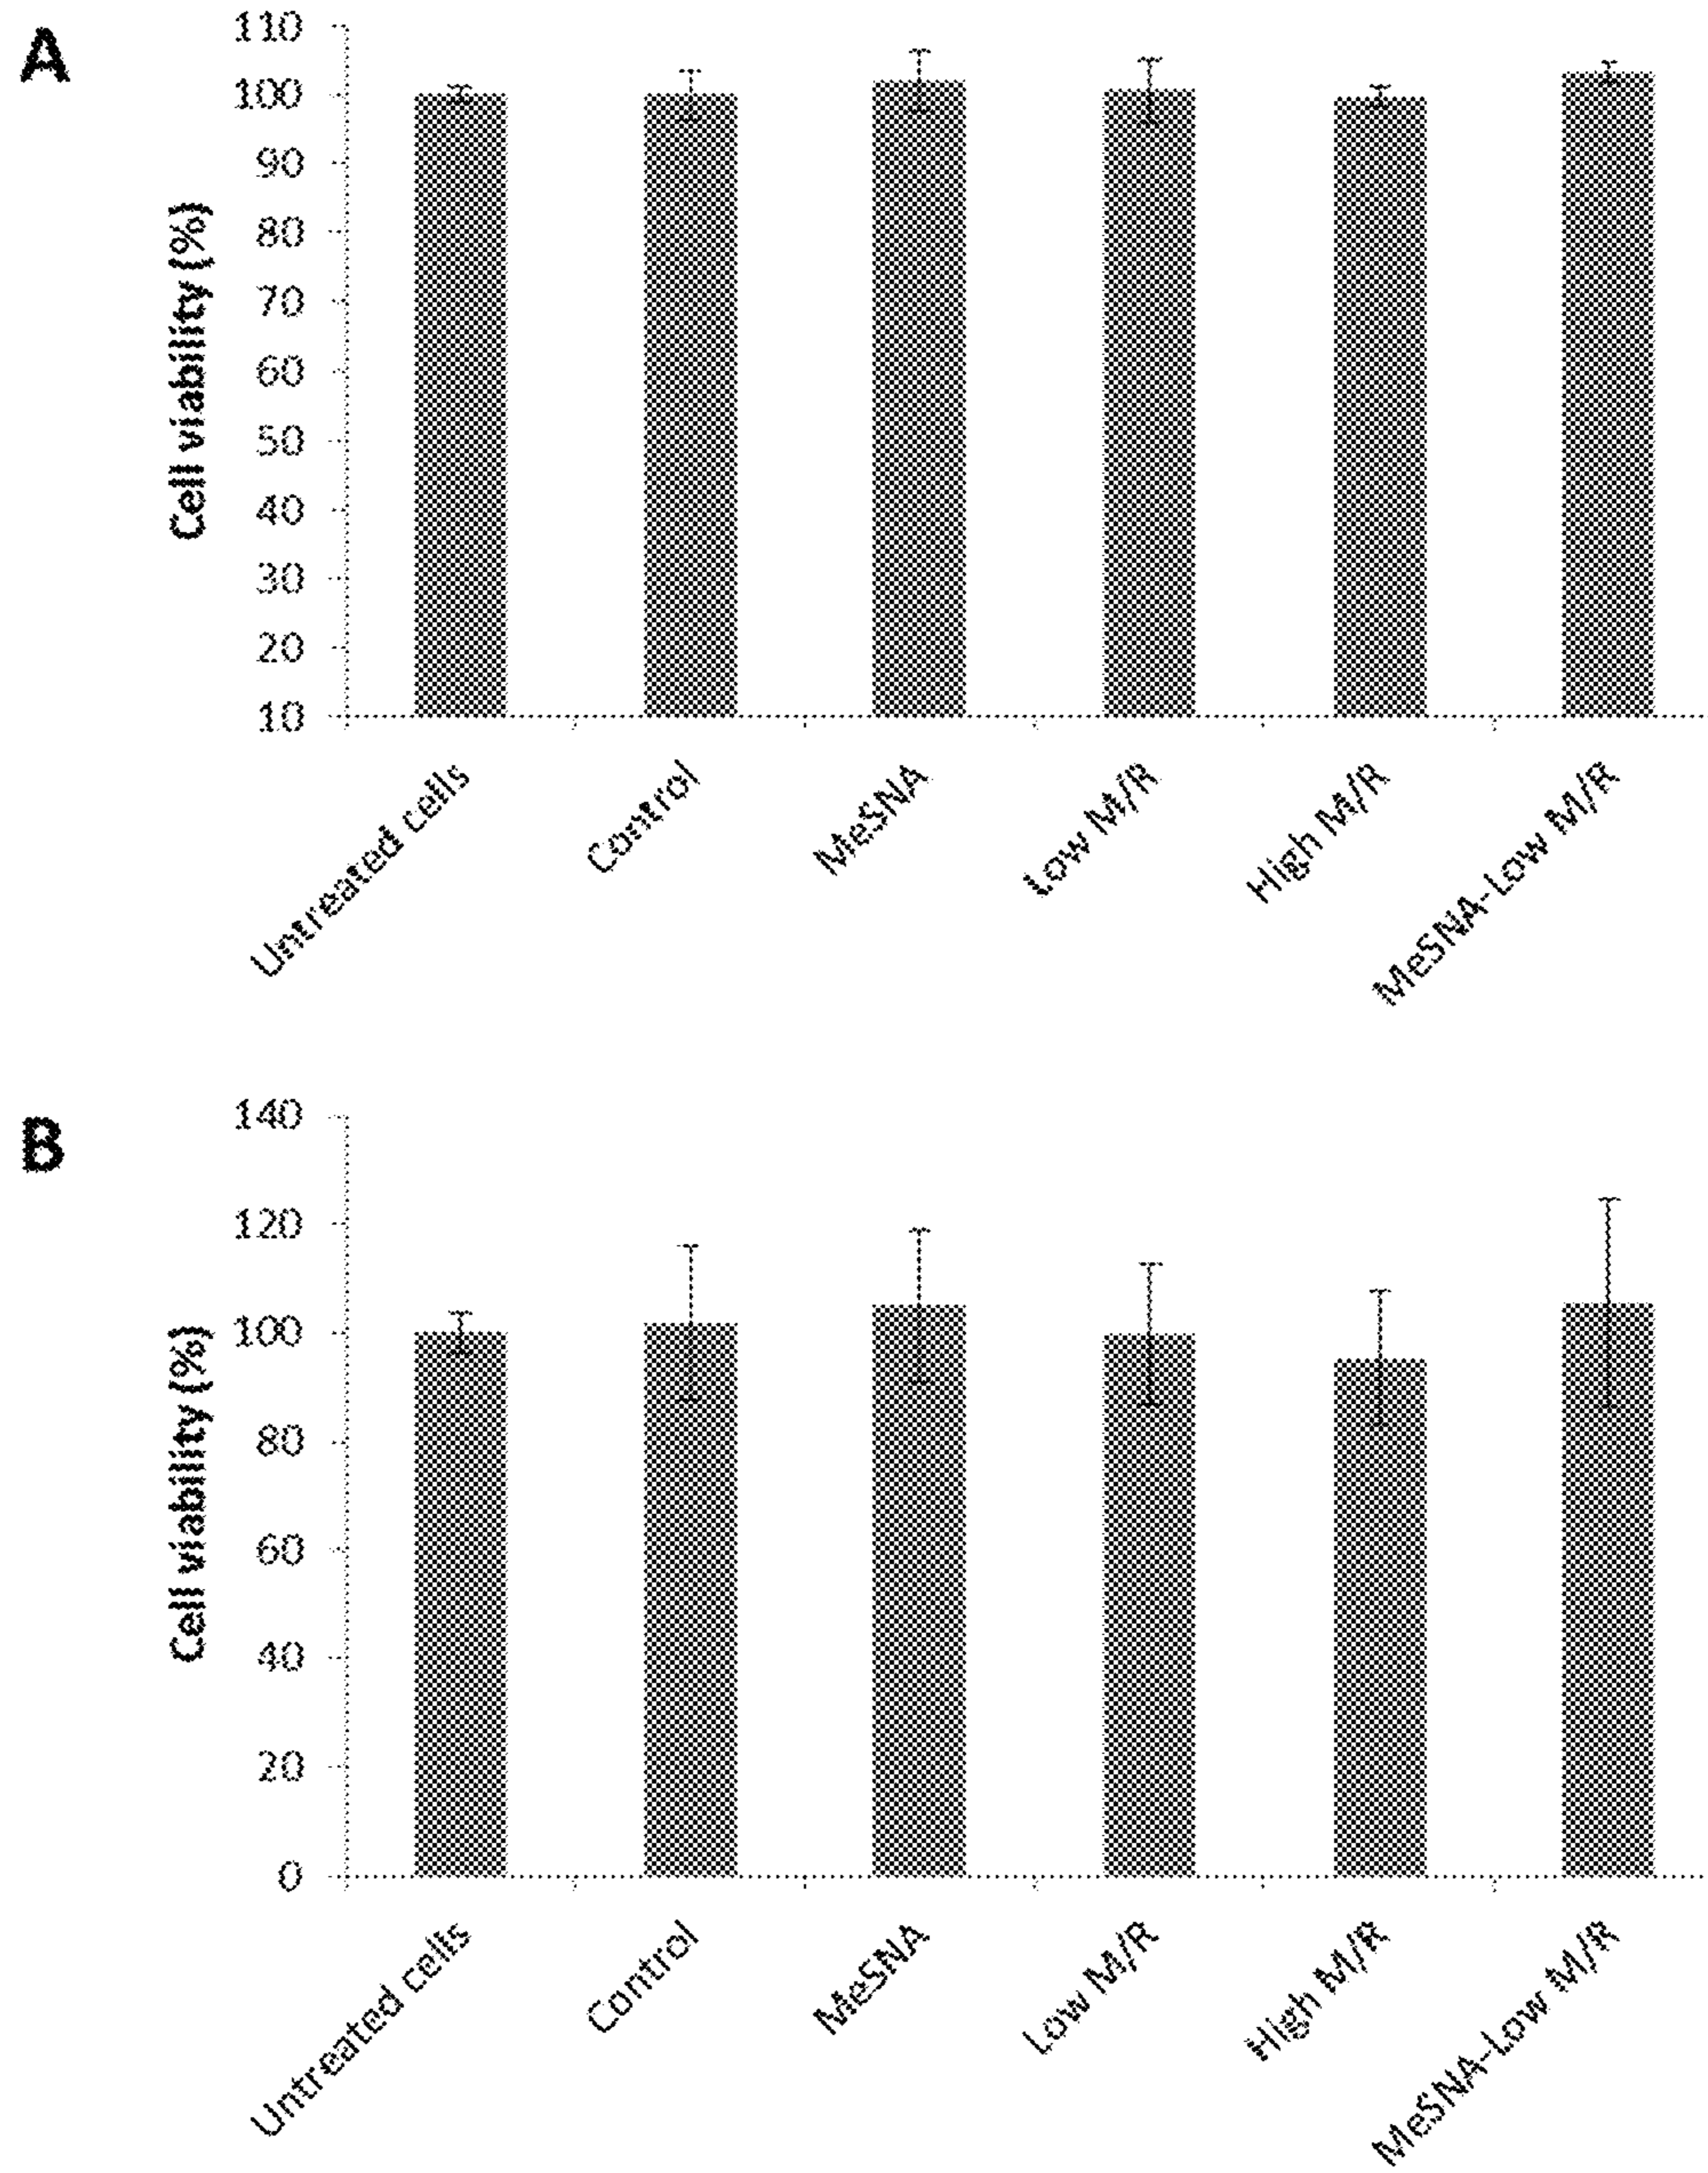 A
110
100
90
80
70
60
50
40
30
20
10
Cell viability (%)
Untreated cells
Control
MeSNA
Low M/R
High M/R
MeSNA-Low M/R
B
140
120
100
80
60
40
20
0
Cell viability (%)
Untreated cells
Control
MeSNA
Low M/R
High M/R
MeSNA-Low M/R